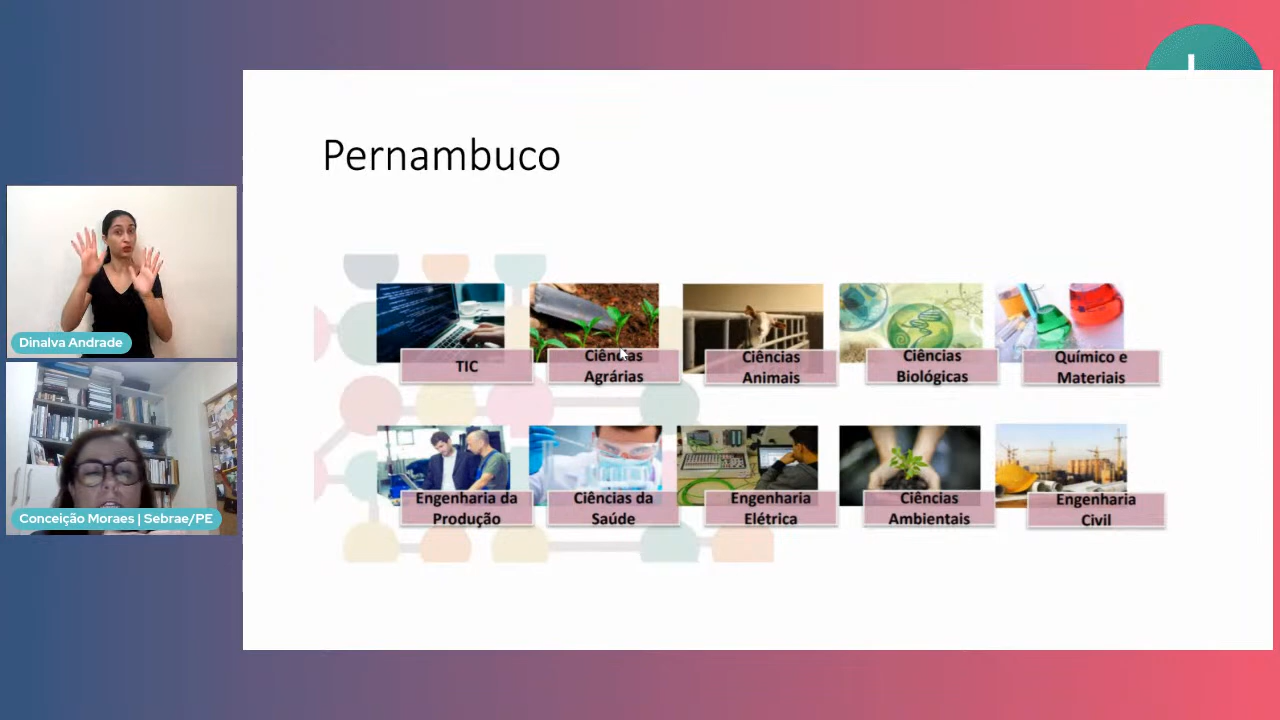 Pernambuco
TIC
Ciências
Agrárias
Ciências
Animais
Ciências
Biológicas
Químico e
Materiais
Engenharia da
Produção
Ciências da
Saúde
Engenharia
Elétrica
Ciências
Ambientais
Engenharia
Civil
Dinalva Andrade
Conceição Moraes | Sebrae/PE